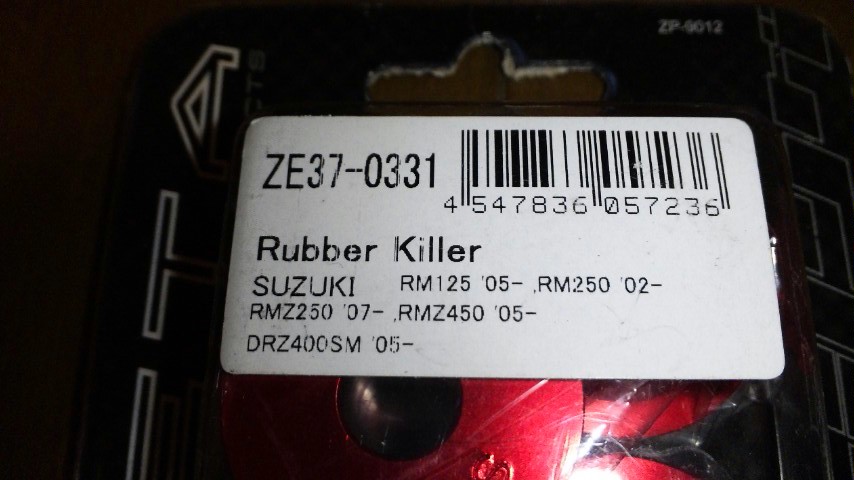 ZP-9012
ZE37-0331
4 547836 057236
Rubber Killer
SUZUKI RM125 '05- ,RM250 '02-
RMZ250 '07- ,RMZ450 '05-
DRZ400SM '05-